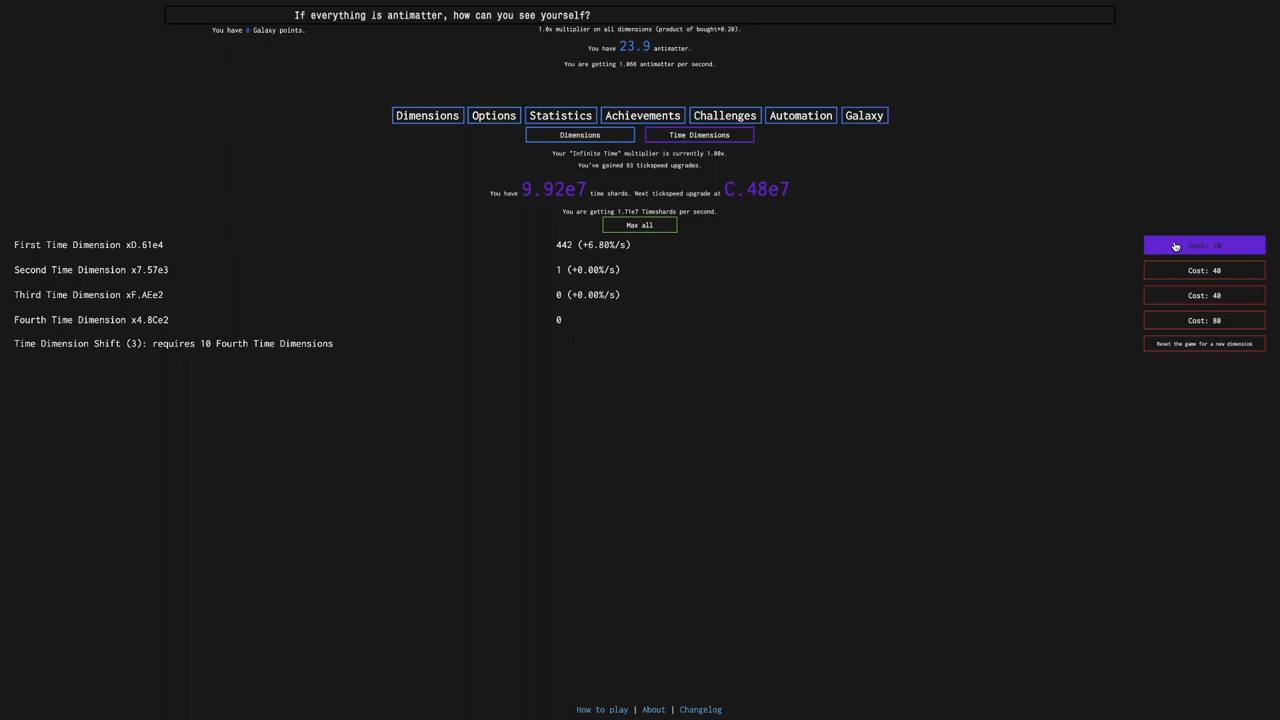 If everything is antimatter, how can you see yourself?
You have 0 Galaxy points.
1.0x multiplier on all dimensions (product of bought*0.20).
You have 23.9 antimatter.
You are getting 1.066 antimatter per second.
Dimensions Options Statistics Achievements Challenges Automation Galaxy
Dimensions Time Dimensions
Your "Infinite Time" multiplier is currently 1.00x.
You've gained 93 tickspeed upgrades.
You have 9.92e7 time shards. Next tickspeed upgrade at C.48e7
You are getting 1.71e7 Timeshards per second.
Max all
First Time Dimension xD.61e4 442 (+6.80%/s) Cost: 10
Second Time Dimension x7.57e3 1 (+0.00%/s) Cost: 40
Third Time Dimension xF.AEe2 0 (+0.00%/s) Cost: 40
Fourth Time Dimension x4.8Ce2 0 Cost: 80
Time Dimension Shift (3): requires 10 Fourth Time Dimensions Reset the game for a new dimension
How to play | About | Changelog